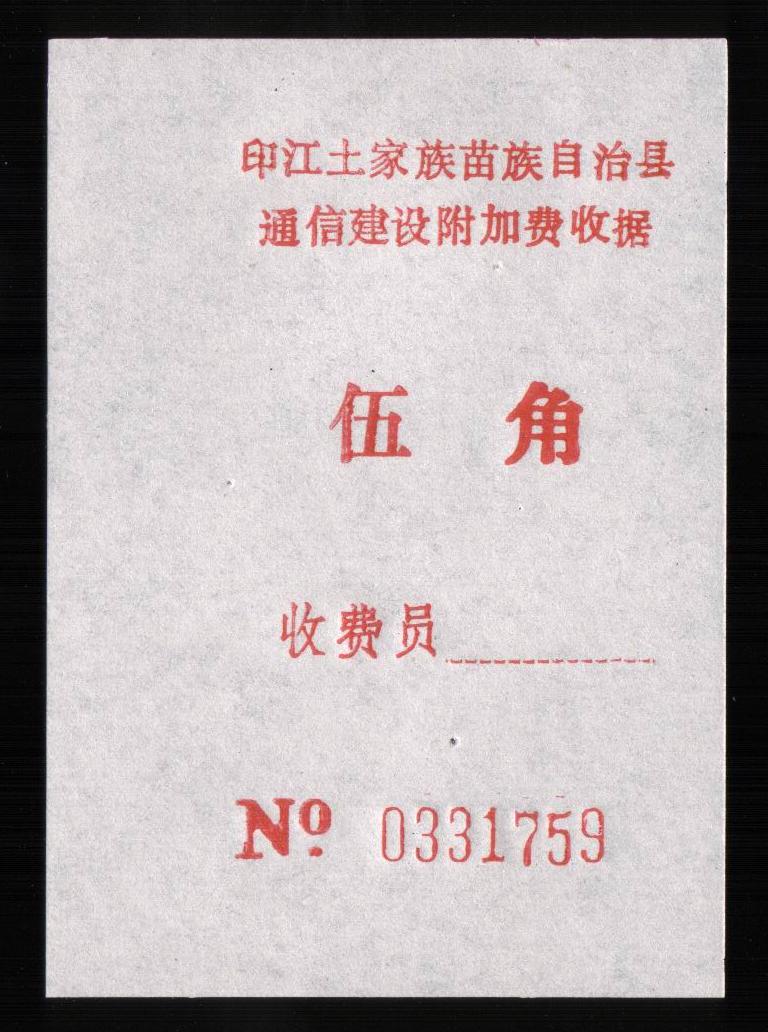 印江土家族苗族自治县
通信建设附加费收据
伍 角
收费员
Nº 0331759